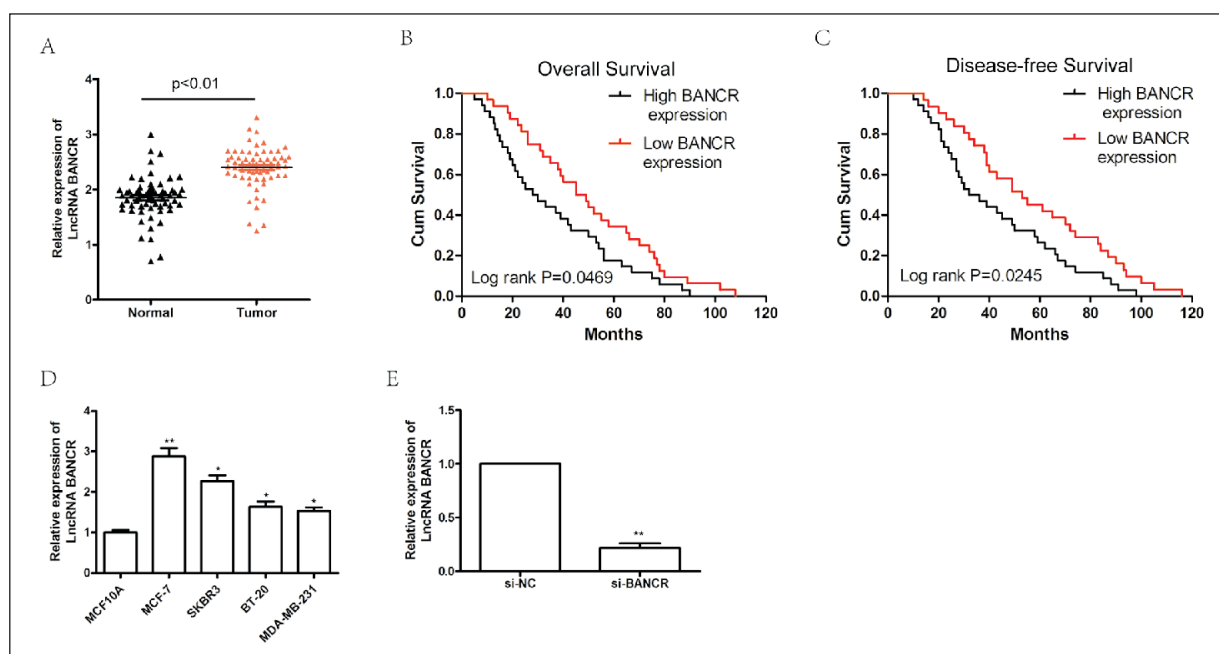 A
p<0.01
Relative expression of
LncRNA BANCR
4
3
2
1
0
Normal
Tumor
B
Overall Survival
High BANCR
expression
Low BANCR
expression
Cum Survival
1.0
0.8
0.6
0.4
0.2
0.0
Log rank P=0.0469
0
20
40
60
80
100
120
Months
C
Disease-free Survival
High BANCR
expression
Low BANCR
expression
Cum Survival
1.0
0.8
0.6
0.4
0.2
0.0
Log rank P=0.0245
0
20
40
60
80
100
120
Months
D
Relative expression of
LncRNA BANCR
4
3
2
1
0
**
*
*
*
MCF10A
MCF-7
SKBR3
BT-20
MDA-MB-231
E
Relative expression of
LncRNA BANCR
1.5
1.0
0.5
0.0
**
si-NC
si-BANCR